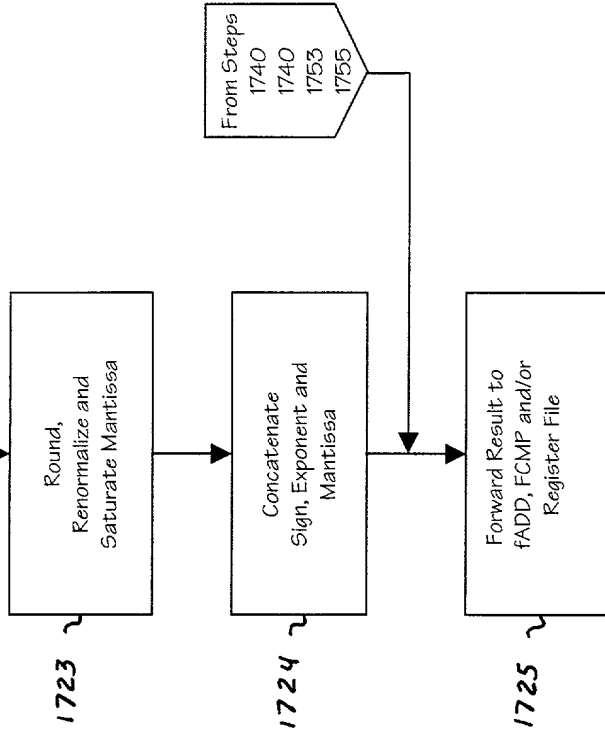 Round,
Renormalize and
Saturate Mantissa
1723
From Steps
1740
1740
1753
1755
Concatenate
Sign, Exponent and
Mantissa
1724
Forward Result to
fADD, FCMP and/or
Register File
1725